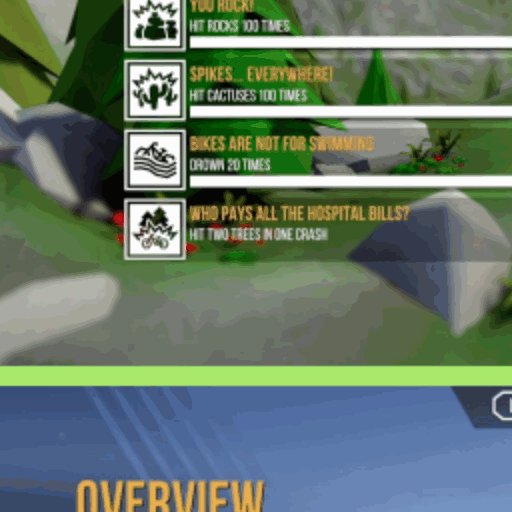 YOU ROCK!
HIT ROCKS 100 TIMES
SPIKES... EVERYWHERE!
HIT CACTUSES 100 TIMES
BIKES ARE NOT FOR SWIMMING
DROWN 20 TIMES
WHO PAYS ALL THE HOSPITAL BILLS?
HIT TWO TREES IN ONE CRASH
OVERVIEW